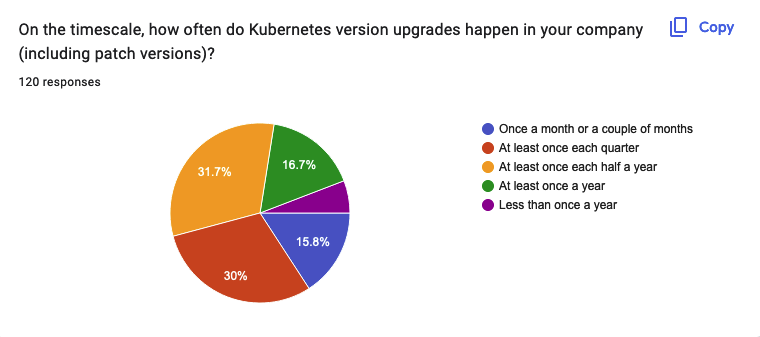 On the timescale, how often do Kubernetes version upgrades happen in your company
(including patch versions)?
Copy
120 responses
31.7%
16.7%
15.8%
30%
Once a month or a couple of months
At least once each quarter
At least once each half a year
At least once a year
Less than once a year